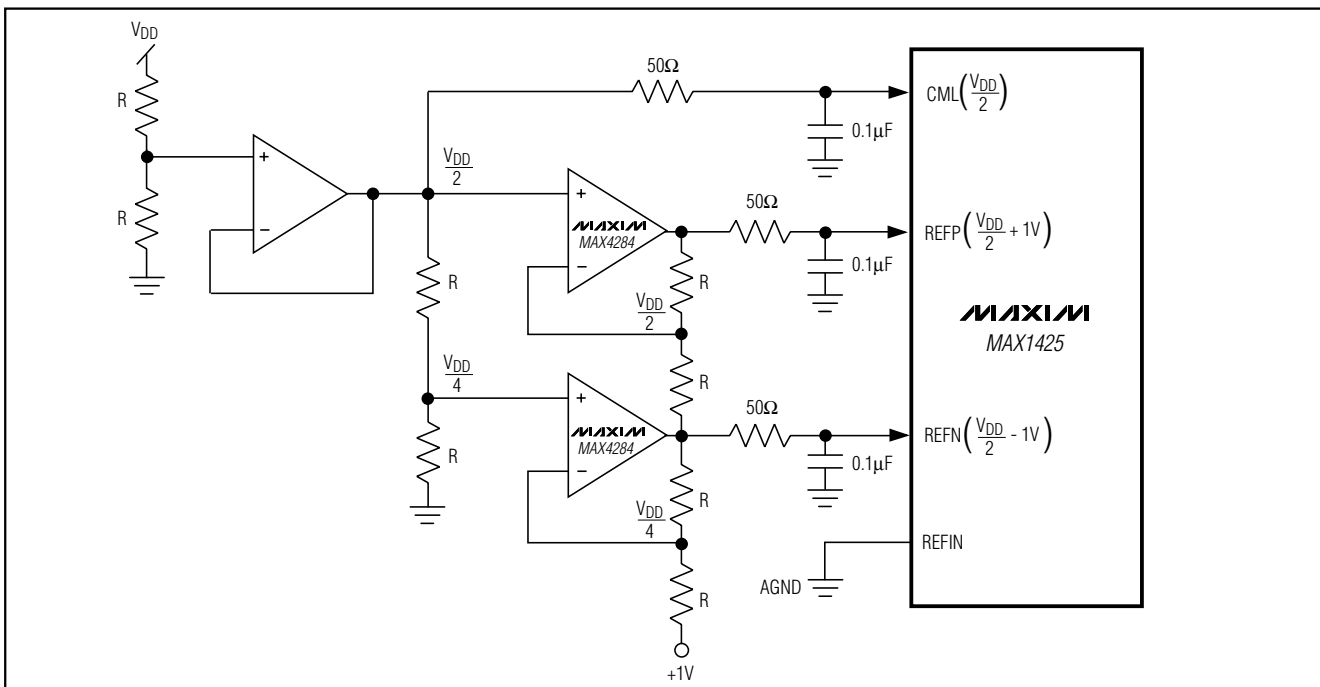 VDD
R
R
+
-
VDD/2
50Ω
0.1µF
CML(VDD/2)
+
-
MAXIM
MAX4284
50Ω
0.1µF
REFP(VDD/2 + 1V)
R
R
VDD/2
R
VDD/4
R
+
-
MAXIM
MAX4284
50Ω
0.1µF
REFN(VDD/2 - 1V)
R
VDD/4
R
+1V
MAXIM
MAX1425
REFIN
AGND